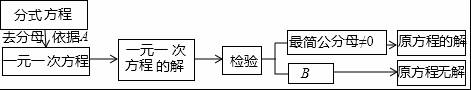 分式方程
去分母,依据A
一元一次方程
一元一次
方程的解
检验
最简公分母≠0
原方程的解
B
原方程无解